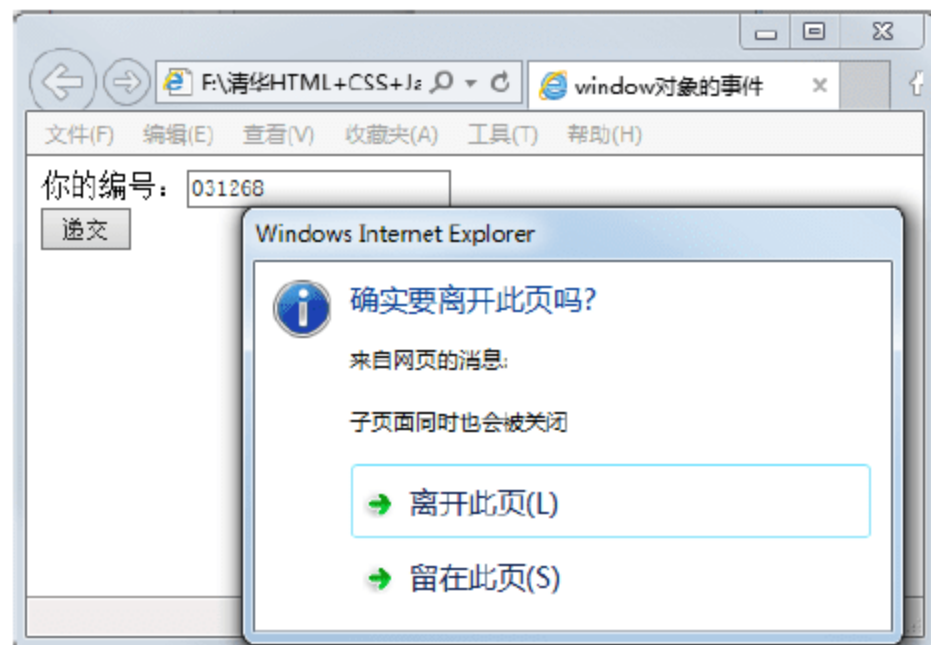 F:\清华HTML+CSS+Ja
window对象的事件
文件(F) 编辑(E) 查看(V) 收藏夹(A) 工具(T) 帮助(H)
你的编号： 031268
递交
Windows Internet Explorer
确实要离开此页吗?
来自网页的消息:
子页面同时也会被关闭
离开此页(L)
留在此页(S)